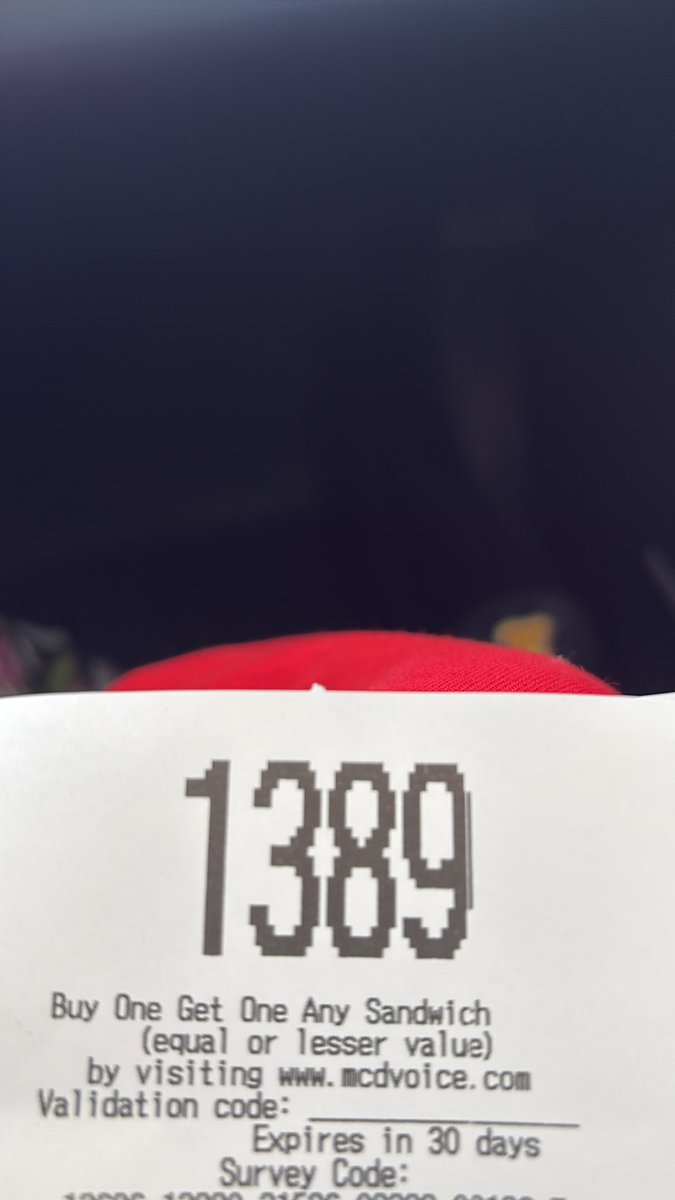 1389
Buy One Get One Any Sandwich
(equal or lesser value)
by visiting www.mcdvoice.com
Validation code:
Expires in 30 days
Survey Code: